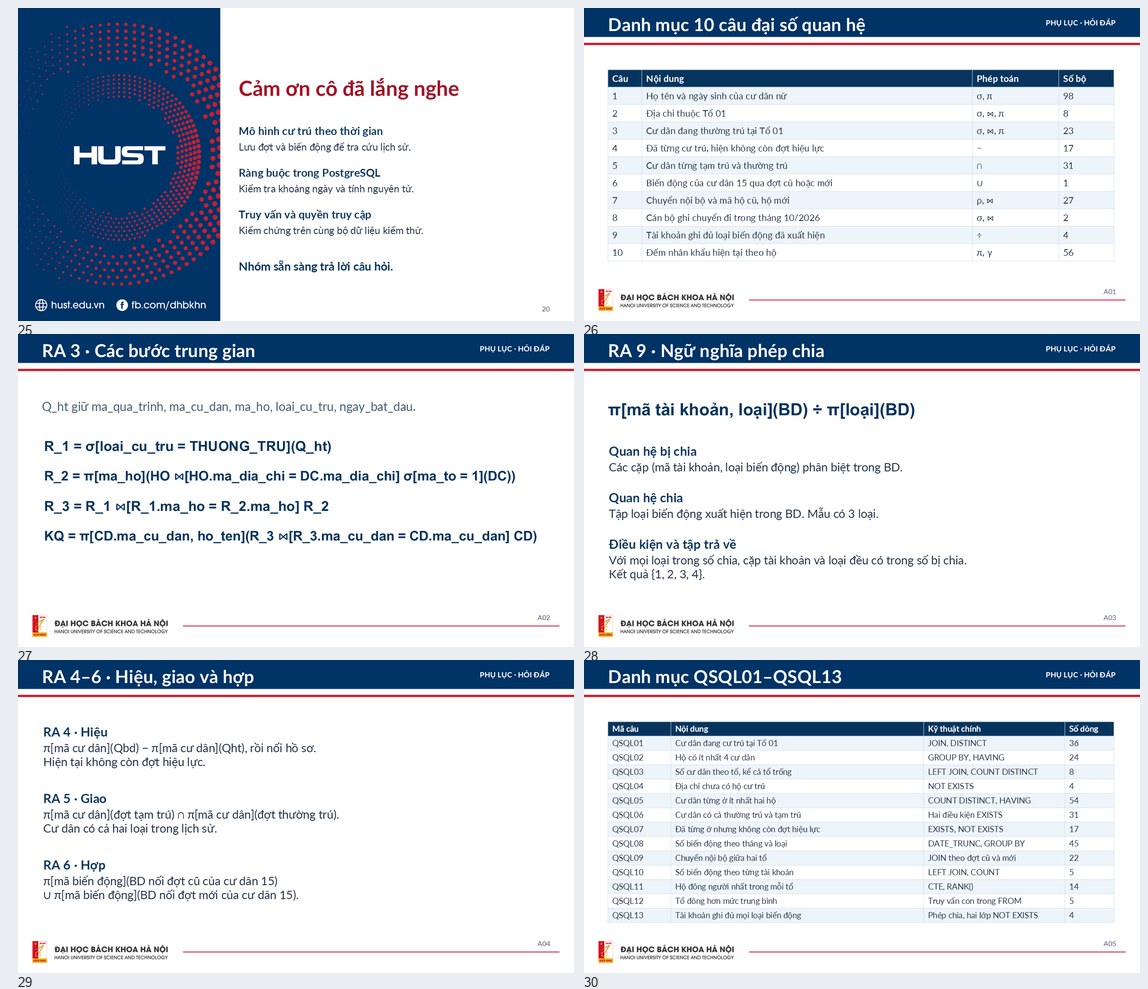 HUST
hust.edu.vn fb.com/dhbkhn
Cảm ơn cô đã lắng nghe
Mô hình cư trú theo thời gian
Lưu đợt và biến động để tra cứu lịch sử.
Ràng buộc trong PostgreSQL
Kiểm tra khoảng ngày và tính nguyên tử.
Truy vấn và quyền truy cập
Kiểm chứng trên cùng bộ dữ liệu kiểm thử.
Nhóm sẵn sàng trả lời câu hỏi.
20
25
Danh mục 10 câu đại số quan hệ
PHỤ LỤC · HỎI ĐÁP
Câu Nội dung Phép toán Số bộ
1 Họ tên và ngày sinh của cư dân nữ σ, π 98
2 Địa chỉ thuộc Tổ 01 σ, ⋈, π 8
3 Cư dân đang thường trú tại Tổ 01 σ, ⋈, π 23
4 Đã từng cư trú, hiện không còn đợt hiệu lực − 17
5 Cư dân từng tạm trú và thường trú ∩ 31
6 Biến động của cư dân 15 qua đợt cũ hoặc mới ∪ 1
7 Chuyển nội bộ và mã hộ cũ, hộ mới ρ, ⋈ 27
8 Cán bộ ghi chuyển đi trong tháng 10/2026 σ, ⋈ 2
9 Tài khoản ghi đủ loại biến động đã xuất hiện ÷ 4
10 Đếm nhân khẩu hiện tại theo hộ π, γ 56
ĐẠI HỌC BÁCH KHOA HÀ NỘI
HANOI UNIVERSITY OF SCIENCE AND TECHNOLOGY
A01
26
RA 3 · Các bước trung gian
PHỤ LỤC · HỎI ĐÁP
Q_ht giữ ma_qua_trinh, ma_cu_dan, ma_ho, loai_cu_tru, ngay_bat_dau.
R_1 = σ[loai_cu_tru = THUONG_TRU](Q_ht)
R_2 = π[ma_ho](HO ⋈[HO.ma_dia_chi = DC.ma_dia_chi] σ[ma_to = 1](DC))
R_3 = R_1 ⋈[R_1.ma_ho = R_2.ma_ho] R_2
KQ = π[CD.ma_cu_dan, ho_ten](R_3 ⋈[R_3.ma_cu_dan = CD.ma_cu_dan] CD)
ĐẠI HỌC BÁCH KHOA HÀ NỘI
HANOI UNIVERSITY OF SCIENCE AND TECHNOLOGY
A02
27
RA 9 · Ngữ nghĩa phép chia
PHỤ LỤC · HỎI ĐÁP
π[mã tài khoản, loại](BD) ÷ π[loại](BD)
Quan hệ bị chia
Các cặp (mã tài khoản, loại biến động) phân biệt trong BD.
Quan hệ chia
Tập loại biến động xuất hiện trong BD. Mẫu có 3 loại.
Điều kiện và tập trả về
Với mọi loại trong số chia, cặp tài khoản và loại đều có trong số bị chia.
Kết quả {1, 2, 3, 4}.
ĐẠI HỌC BÁCH KHOA HÀ NỘI
HANOI UNIVERSITY OF SCIENCE AND TECHNOLOGY
A03
28
RA 4–6 · Hiệu, giao và hợp
PHỤ LỤC · HỎI ĐÁP
RA 4 · Hiệu
π[mã cư dân](Qbd) − π[mã cư dân](Qht), rồi nối hồ sơ.
Hiện tại không còn đợt hiệu lực.
RA 5 · Giao
π[mã cư dân](đợt tạm trú) ∩ π[mã cư dân](đợt thường trú).
Cư dân có cả hai loại trong lịch sử.
RA 6 · Hợp
π[mã biến động](BD nối đợt cũ của cư dân 15)
∪ π[mã biến động](BD nối đợt mới của cư dân 15).
ĐẠI HỌC BÁCH KHOA HÀ NỘI
HANOI UNIVERSITY OF SCIENCE AND TECHNOLOGY
A04
29
Danh mục QSQL01–QSQL13
PHỤ LỤC · HỎI ĐÁP
Mã câu Nội dung Kỹ thuật chính Số dòng
QSQL01 Cư dân đang cư trú tại Tổ 01 JOIN, DISTINCT 36
QSQL02 Hộ có ít nhất 4 cư dân GROUP BY, HAVING 24
QSQL03 Số cư dân theo tổ, kể cả tổ trống LEFT JOIN, COUNT DISTINCT 8
QSQL04 Địa chỉ chưa có hộ cư trú NOT EXISTS 4
QSQL05 Cư dân từng ở ít nhất hai hộ COUNT DISTINCT, HAVING 54
QSQL06 Cư dân có cả thường trú và tạm trú Hai điều kiện EXISTS 31
QSQL07 Đã từng ở nhưng không còn đợt hiệu lực EXISTS, NOT EXISTS 17
QSQL08 Số biến động theo tháng và loại DATE_TRUNC, GROUP BY 45
QSQL09 Chuyển nội bộ giữa hai tổ JOIN theo đợt cũ và mới 22
QSQL10 Số biến động theo từng tài khoản LEFT JOIN, COUNT 5
QSQL11 Hộ đông người nhất trong mỗi tổ CTE, RANK() 14
QSQL12 Tổ đông hơn mức trung bình Truy vấn con trong FROM 5
QSQL13 Tài khoản ghi đủ mọi loại biến động Phép chia, hai lớp NOT EXISTS 4
ĐẠI HỌC BÁCH KHOA HÀ NỘI
HANOI UNIVERSITY OF SCIENCE AND TECHNOLOGY
A05
30